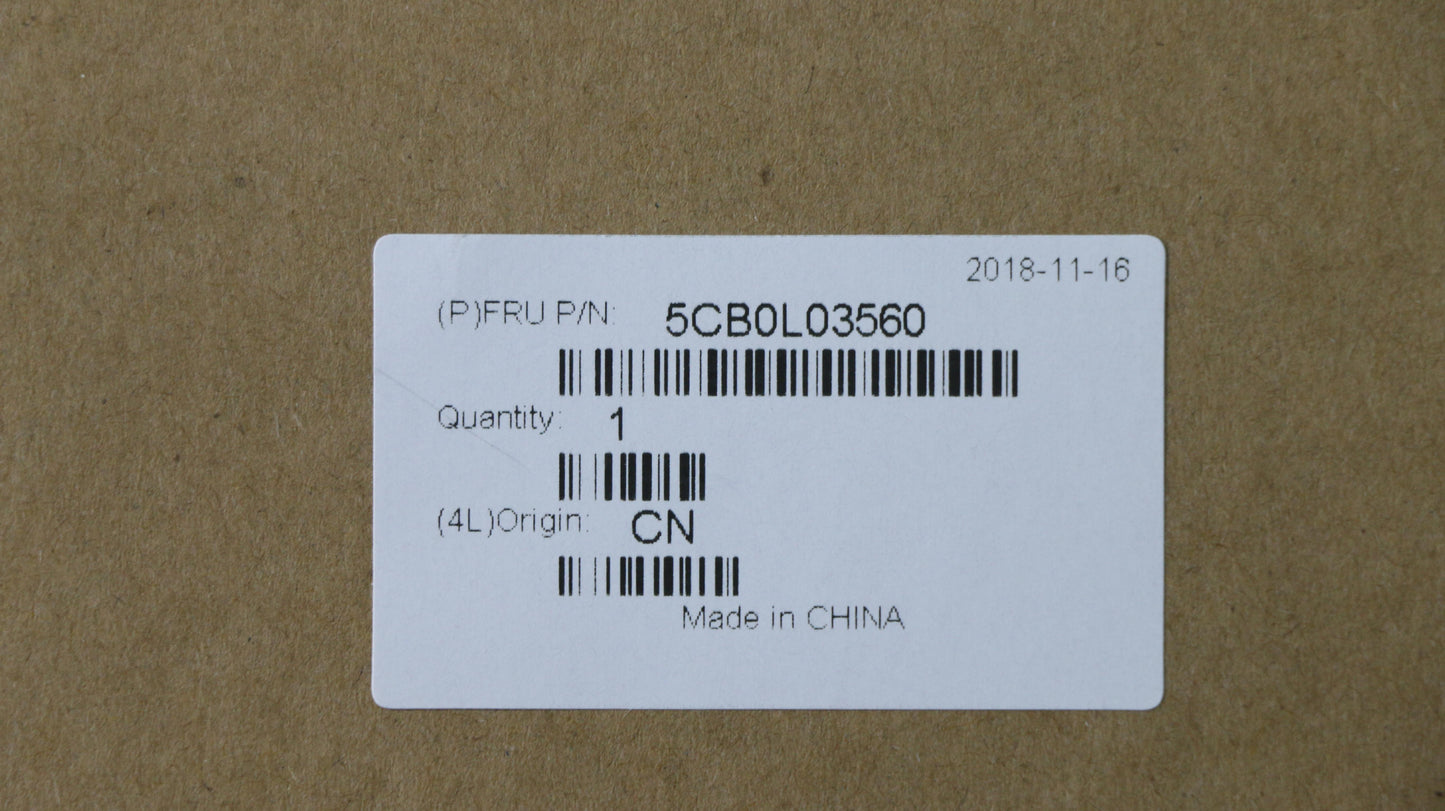 2018-11-16
(P)FRU P/N: 5CB0L03560
Quantity: 1
(4L)Origin: CN
Made in CHINA